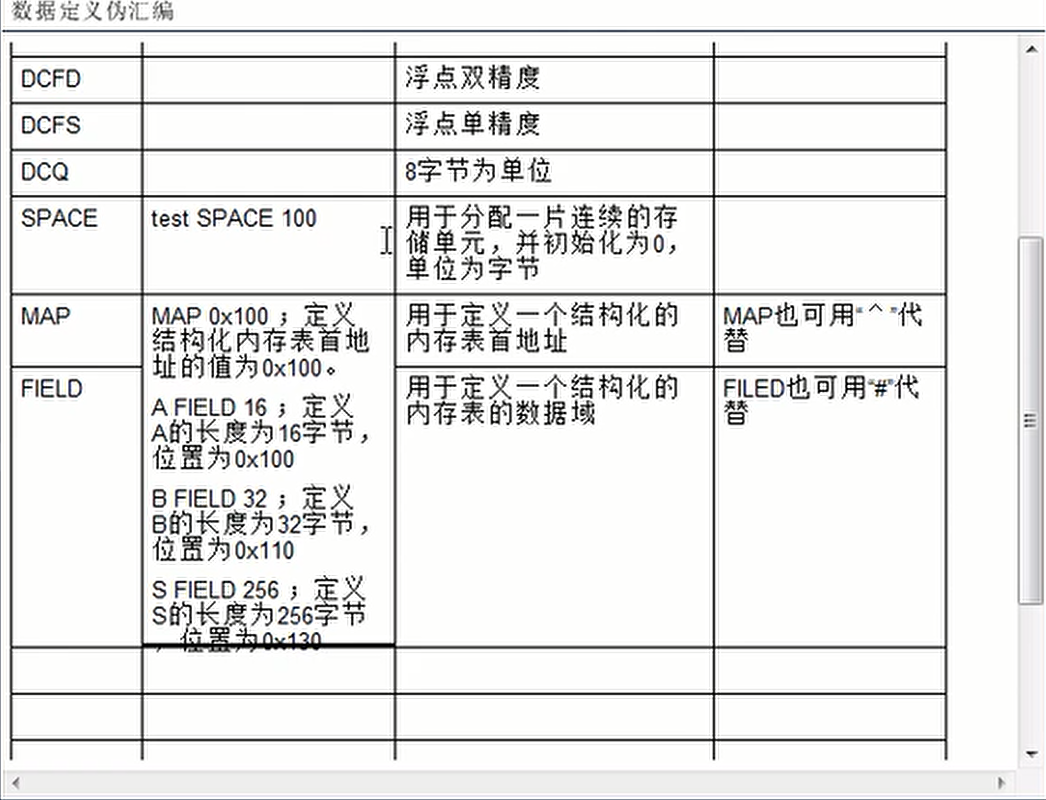 数据定义伪汇编
DCFD
浮点双精度
DCFS
浮点单精度
DCQ
8字节为单位
SPACE
test SPACE 100
用于分配一片连续的存
储单元，并初始化为0，
单位为字节
MAP
MAP 0x100 ；定义
结构化内存表首地
址的值为0x100。
A FIELD 16 ；定义
A的长度为16字节，
位置为0x100
B FIELD 32 ；定义
B的长度为32字节，
位置为0x110
S FIELD 256 ；定义
S的长度为256字节
，位置为0x130
用于定义一个结构化的
内存表首地址
MAP也可用“^”代
替
FIELD
用于定义一个结构化的
内存表的数据域
FILED也可用“#”代
替